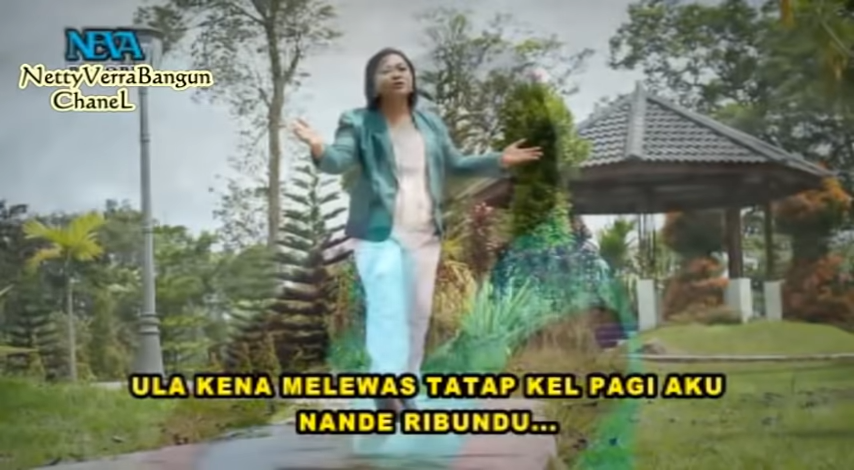 NEVA
NettyVerraBangun
ChaneL
ULA KENA MELEWAS TATAP KEL PAGI AKU
NANDE RIBUNDU...